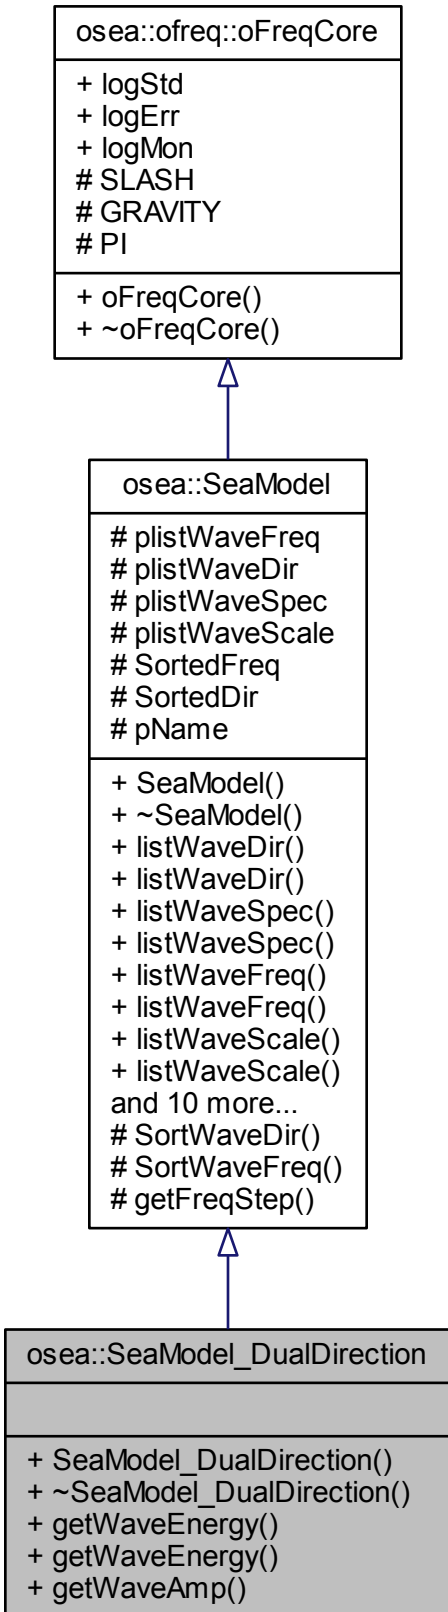 osea::ofreq::oFreqCore
+ logStd
+ logErr
+ logMon
# SLASH
# GRAVITY
# PI
+ oFreqCore()
+ ~oFreqCore()
osea::SeaModel
# plistWaveFreq
# plistWaveDir
# plistWaveSpec
# plistWaveScale
# SortedFreq
# SortedDir
# pName
+ SeaModel()
+ ~SeaModel()
+ listWaveDir()
+ listWaveDir()
+ listWaveSpec()
+ listWaveSpec()
+ listWaveFreq()
+ listWaveFreq()
+ listWaveScale()
+ listWaveScale()
and 10 more...
# SortWaveDir()
# SortWaveFreq()
# getFreqStep()
osea::SeaModel_DualDirection
+ SeaModel_DualDirection()
+ ~SeaModel_DualDirection()
+ getWaveEnergy()
+ getWaveEnergy()
+ getWaveAmp()